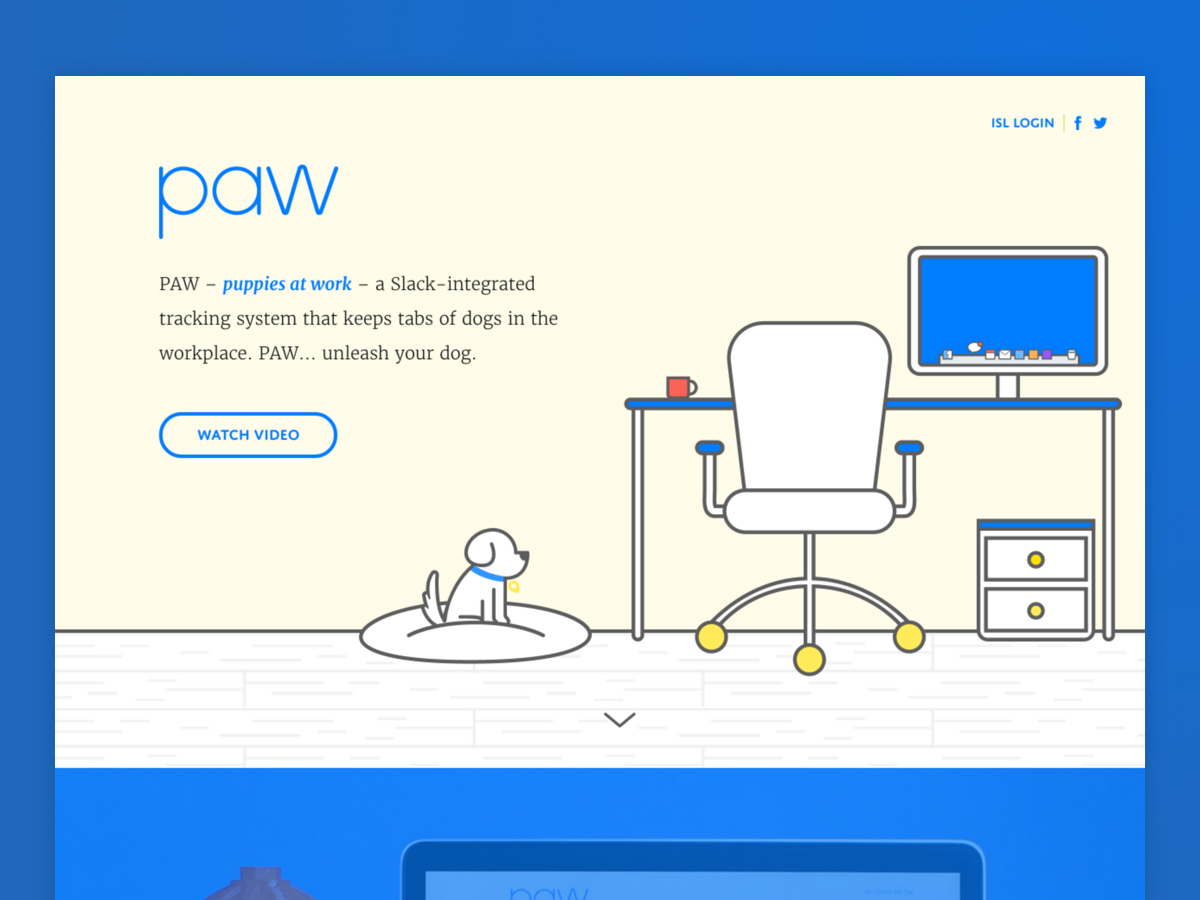 ISL LOGIN
paw
PAW – puppies at work – a Slack-integrated
tracking system that keeps tabs of dogs in the
workplace. PAW... unleash your dog.
WATCH VIDEO
paw